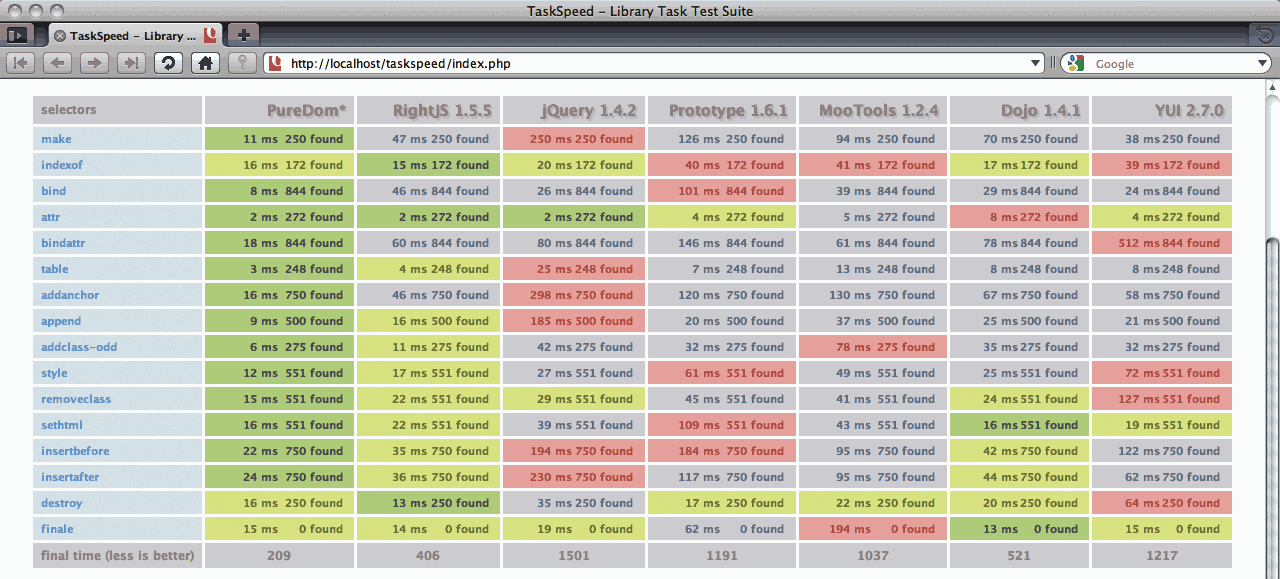 TaskSpeed – Library Task Test Suite
TaskSpeed – Library ...
http://localhost/taskspeed/index.php Google
selectors PureDom* RightJS 1.5.5 jQuery 1.4.2 Prototype 1.6.1 MooTools 1.2.4 Dojo 1.4.1 YUI 2.7.0
make 11 ms 250 found 47 ms 250 found 250 ms 250 found 126 ms 250 found 94 ms 250 found 70 ms 250 found 38 ms 250 found
indexof 16 ms 172 found 15 ms 172 found 20 ms 172 found 40 ms 172 found 41 ms 172 found 17 ms 172 found 39 ms 172 found
bind 8 ms 844 found 46 ms 844 found 26 ms 844 found 101 ms 844 found 39 ms 844 found 29 ms 844 found 24 ms 844 found
attr 2 ms 272 found 2 ms 272 found 2 ms 272 found 4 ms 272 found 5 ms 272 found 8 ms 272 found 4 ms 272 found
bindattr 18 ms 844 found 60 ms 844 found 80 ms 844 found 146 ms 844 found 61 ms 844 found 78 ms 844 found 512 ms 844 found
table 3 ms 248 found 4 ms 248 found 25 ms 248 found 7 ms 248 found 13 ms 248 found 8 ms 248 found 8 ms 248 found
addanchor 16 ms 750 found 46 ms 750 found 298 ms 750 found 120 ms 750 found 130 ms 750 found 67 ms 750 found 58 ms 750 found
append 9 ms 500 found 16 ms 500 found 185 ms 500 found 20 ms 500 found 37 ms 500 found 25 ms 500 found 21 ms 500 found
addclass-odd 6 ms 275 found 11 ms 275 found 42 ms 275 found 32 ms 275 found 78 ms 275 found 35 ms 275 found 32 ms 275 found
style 12 ms 551 found 17 ms 551 found 27 ms 551 found 61 ms 551 found 49 ms 551 found 25 ms 551 found 72 ms 551 found
removeclass 15 ms 551 found 22 ms 551 found 29 ms 551 found 45 ms 551 found 41 ms 551 found 24 ms 551 found 127 ms 551 found
sethtml 16 ms 551 found 22 ms 551 found 39 ms 551 found 109 ms 551 found 43 ms 551 found 16 ms 551 found 19 ms 551 found
insertbefore 22 ms 750 found 35 ms 750 found 194 ms 750 found 184 ms 750 found 95 ms 750 found 42 ms 750 found 122 ms 750 found
insertafter 24 ms 750 found 36 ms 750 found 230 ms 750 found 117 ms 750 found 95 ms 750 found 44 ms 750 found 62 ms 750 found
destroy 16 ms 250 found 13 ms 250 found 35 ms 250 found 17 ms 250 found 22 ms 250 found 20 ms 250 found 64 ms 250 found
finale 15 ms 0 found 14 ms 0 found 19 ms 0 found 62 ms 0 found 194 ms 0 found 13 ms 0 found 15 ms 0 found
final time (less is better) 209 406 1501 1191 1037 521 1217